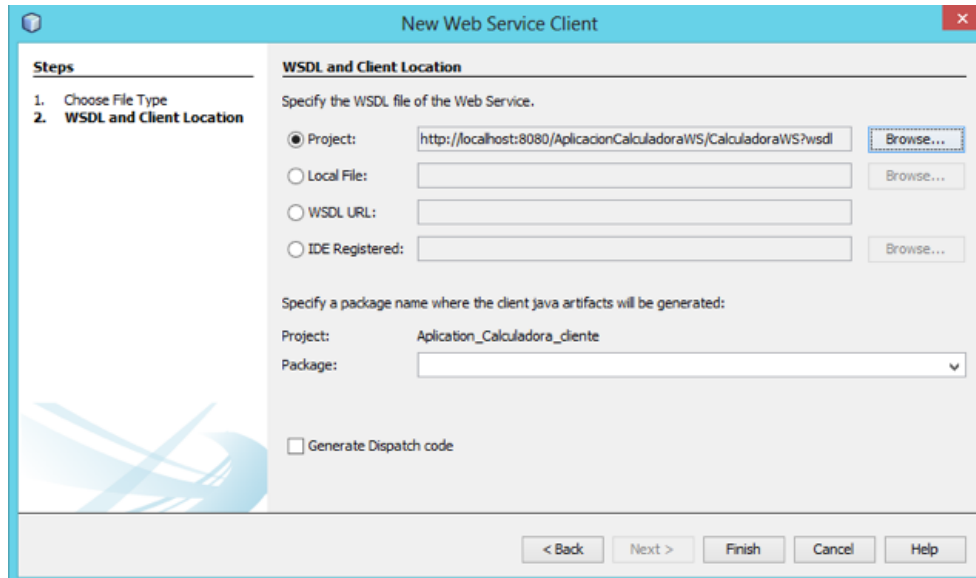 New Web Service Client
Steps
1. Choose File Type
2. WSDL and Client Location
WSDL and Client Location
Specify the WSDL file of the Web Service.
Project: http://localhost:8080/AplicacionCalculadoraWS/CalculadoraWS?wsdl Browse...
Local File: Browse...
WSDL URL:
IDE Registered: Browse...
Specify a package name where the client java artifacts will be generated:
Project: Aplication_Calculadora_cliente
Package:
Generate Dispatch code
< Back Next > Finish Cancel Help